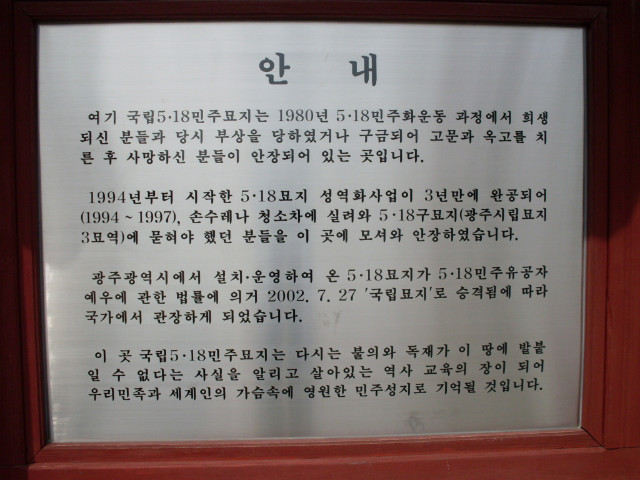 안 내
여기 국립5·18민주묘지는 1980년 5·18민주화운동 과정에서 희생
되신 분들과 당시 부상을 당하였거나 구금되어 고문과 옥고를 치
른 후 사망하신 분들이 안장되어 있는 곳입니다.
1994년부터 시작한 5·18묘지 성역화사업이 3년만에 완공되어
(1994 ~ 1997), 손수레나 청소차에 실려와 5·18구묘지(광주시립묘지
3묘역)에 묻혀야 했던 분들을 이 곳에 모셔와 안장하였습니다.
광주광역시에서 설치·운영하여 온 5·18묘지가 5·18민주유공자
예우에 관한 법률에 의거 2002. 7. 27 '국립묘지'로 승격됨에 따라
국가에서 관장하게 되었습니다.
이 곳 국립5·18민주묘지는 다시는 불의와 독재가 이 땅에 발붙
일 수 없다는 사실을 알리고 살아있는 역사 교육의 장이 되어
우리민족과 세계인의 가슴속에 영원한 민주성지로 기억될 것입니다.